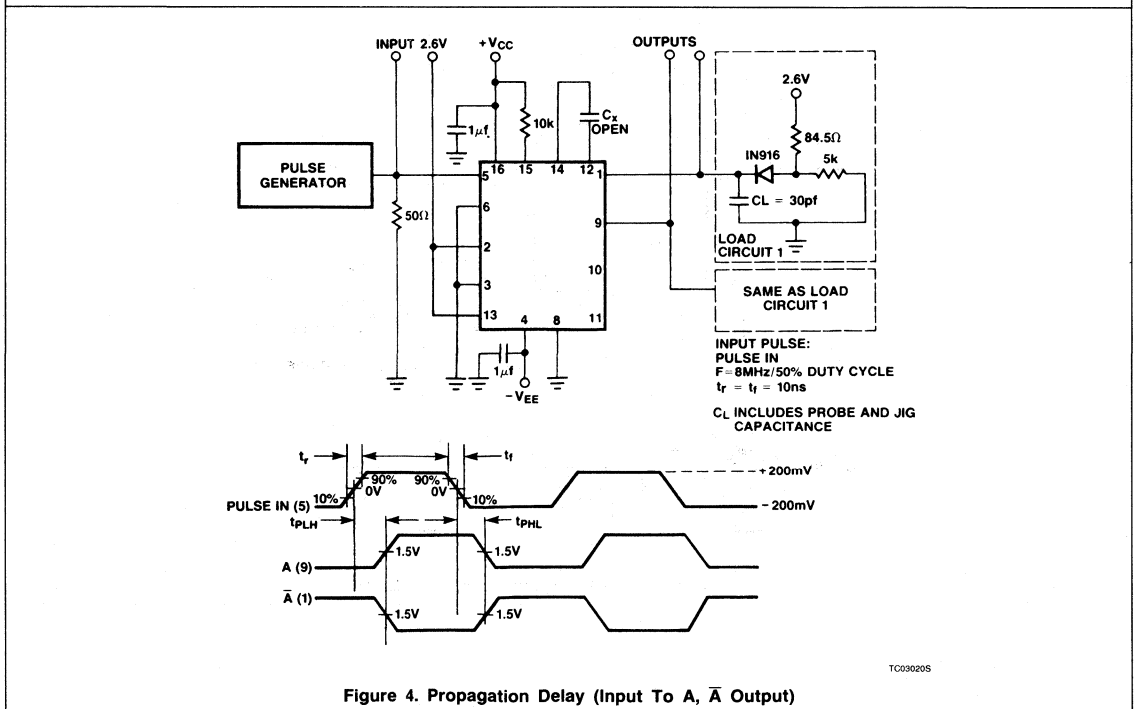 INPUT 2.6V
+VCC
OUTPUTS
2.6V
1μf
10k
CX
OPEN
84.5Ω
IN916
5k
PULSE
GENERATOR
16 15 14 12
5
1
50Ω
6
CL = 30pf
9
2
LOAD
CIRCUIT 1
3
10
SAME AS LOAD
CIRCUIT 1
13
4 8
11
1μf
-VEE
INPUT PULSE:
PULSE IN
F=8MHz/50% DUTY CYCLE
tr = tf = 10ns
CL INCLUDES PROBE AND JIG
CAPACITANCE
tr
tf
+200mV
90% 90%
0V 0V
PULSE IN (5) 10% 10%
-200mV
tPLH tPHL
1.5V 1.5V
A (9)
A̅ (1)
1.5V 1.5V
TC03020S
Figure 4. Propagation Delay (Input To A, A̅ Output)